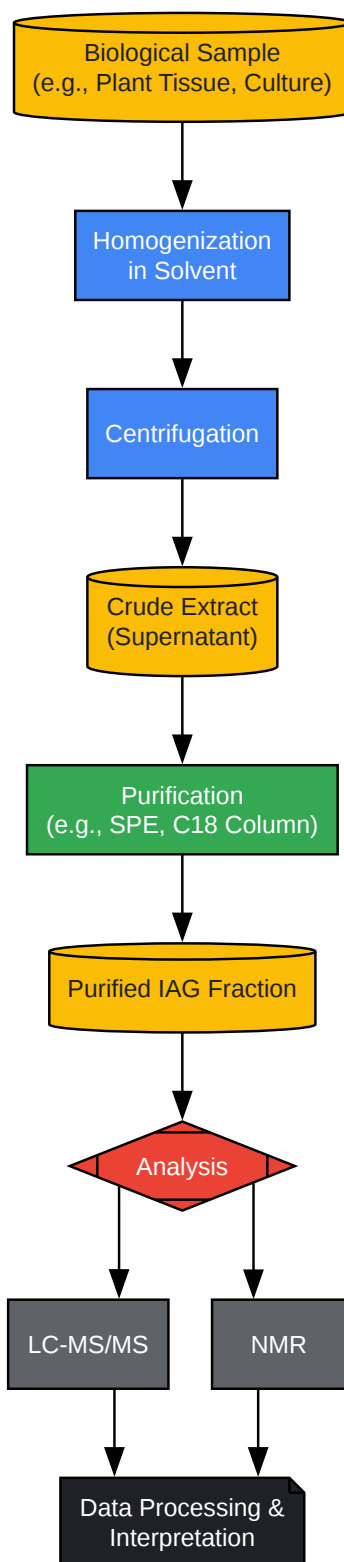 Biological Sample
(e.g., Plant Tissue, Culture)
Homogenization
in Solvent
Centrifugation
Crude Extract
(Supernatant)
Purification
(e.g., SPE, C18 Column)
Purified IAG Fraction
Analysis
LC-MS/MS
NMR
Data Processing &
Interpretation